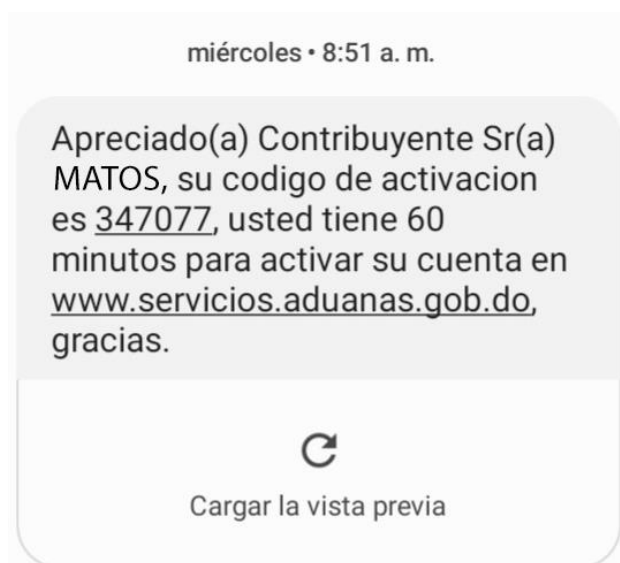 miércoles • 8:51 a. m.
Apreciado(a) Contribuyente Sr(a)
MATOS, su codigo de activacion
es 347077, usted tiene 60
minutos para activar su cuenta en
www.servicios.aduanas.gob.do,
gracias.
Cargar la vista previa